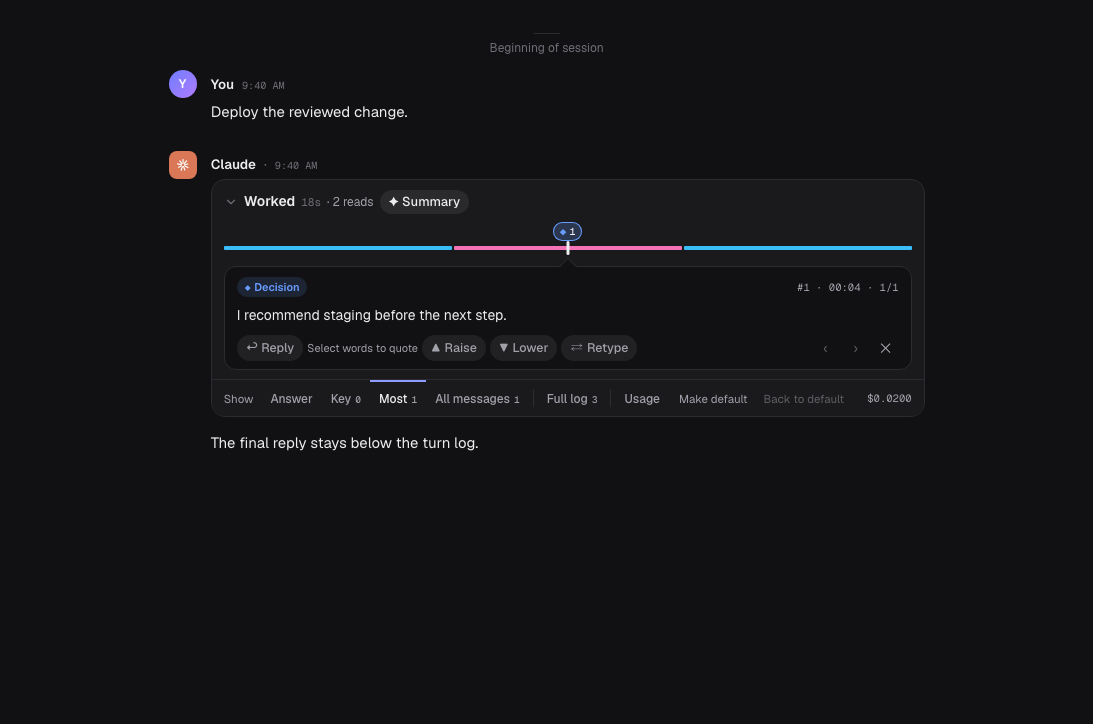 Beginning of session
Y You 9:40 AM
Deploy the reviewed change.
Claude · 9:40 AM
Worked 18s · 2 reads Summary
1
Decision #1 · 00:04 · 1/1
I recommend staging before the next step.
Reply Select words to quote Raise Lower Retype
Show Answer Key 0 Most 1 All messages 1 Full log 3 Usage Make default Back to default $0.0200
The final reply stays below the turn log.